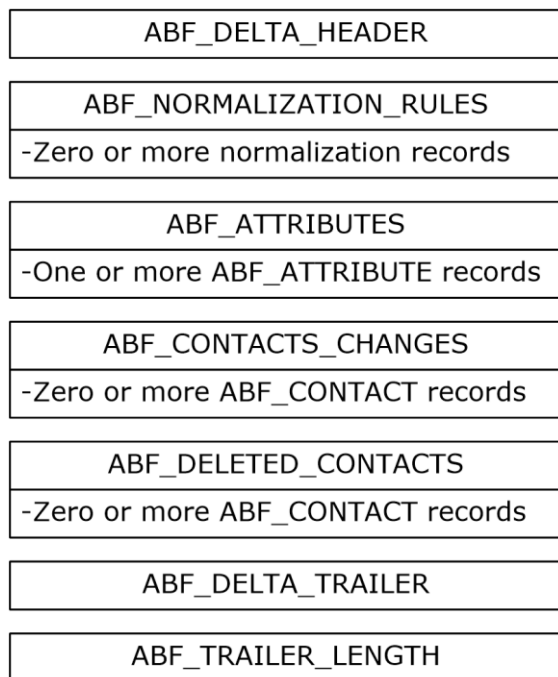 ABF_DELTA_HEADER
ABF_NORMALIZATION_RULES
-Zero or more normalization records
ABF_ATTRIBUTES
-One or more ABF_ATTRIBUTE records
ABF_CONTACTS_CHANGES
-Zero or more ABF_CONTACT records
ABF_DELETED_CONTACTS
-Zero or more ABF_CONTACT records
ABF_DELTA_TRAILER
ABF_TRAILER_LENGTH